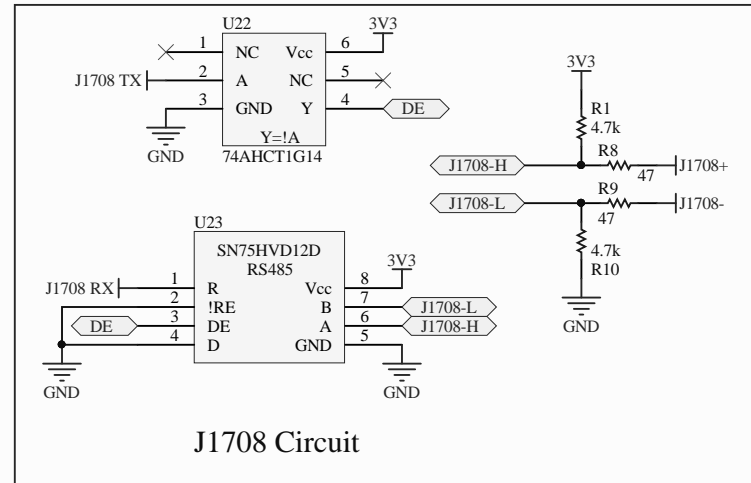 U22
1 NC Vcc 6 3V3
J1708 TX 2 A NC 5
3 GND Y 4 DE
GND
Y=!A
74AHCT1G14
3V3
R1
4.7k
J1708-H R8 47 J1708+
J1708-L R9 47 J1708-
4.7k
R10
GND
U23
SN75HVD12D
RS485
J1708 RX 1 R Vcc 8 3V3
2 !RE B 7 J1708-L
DE 3 DE A 6 J1708-H
4 D GND 5
GND
GND
J1708 Circuit